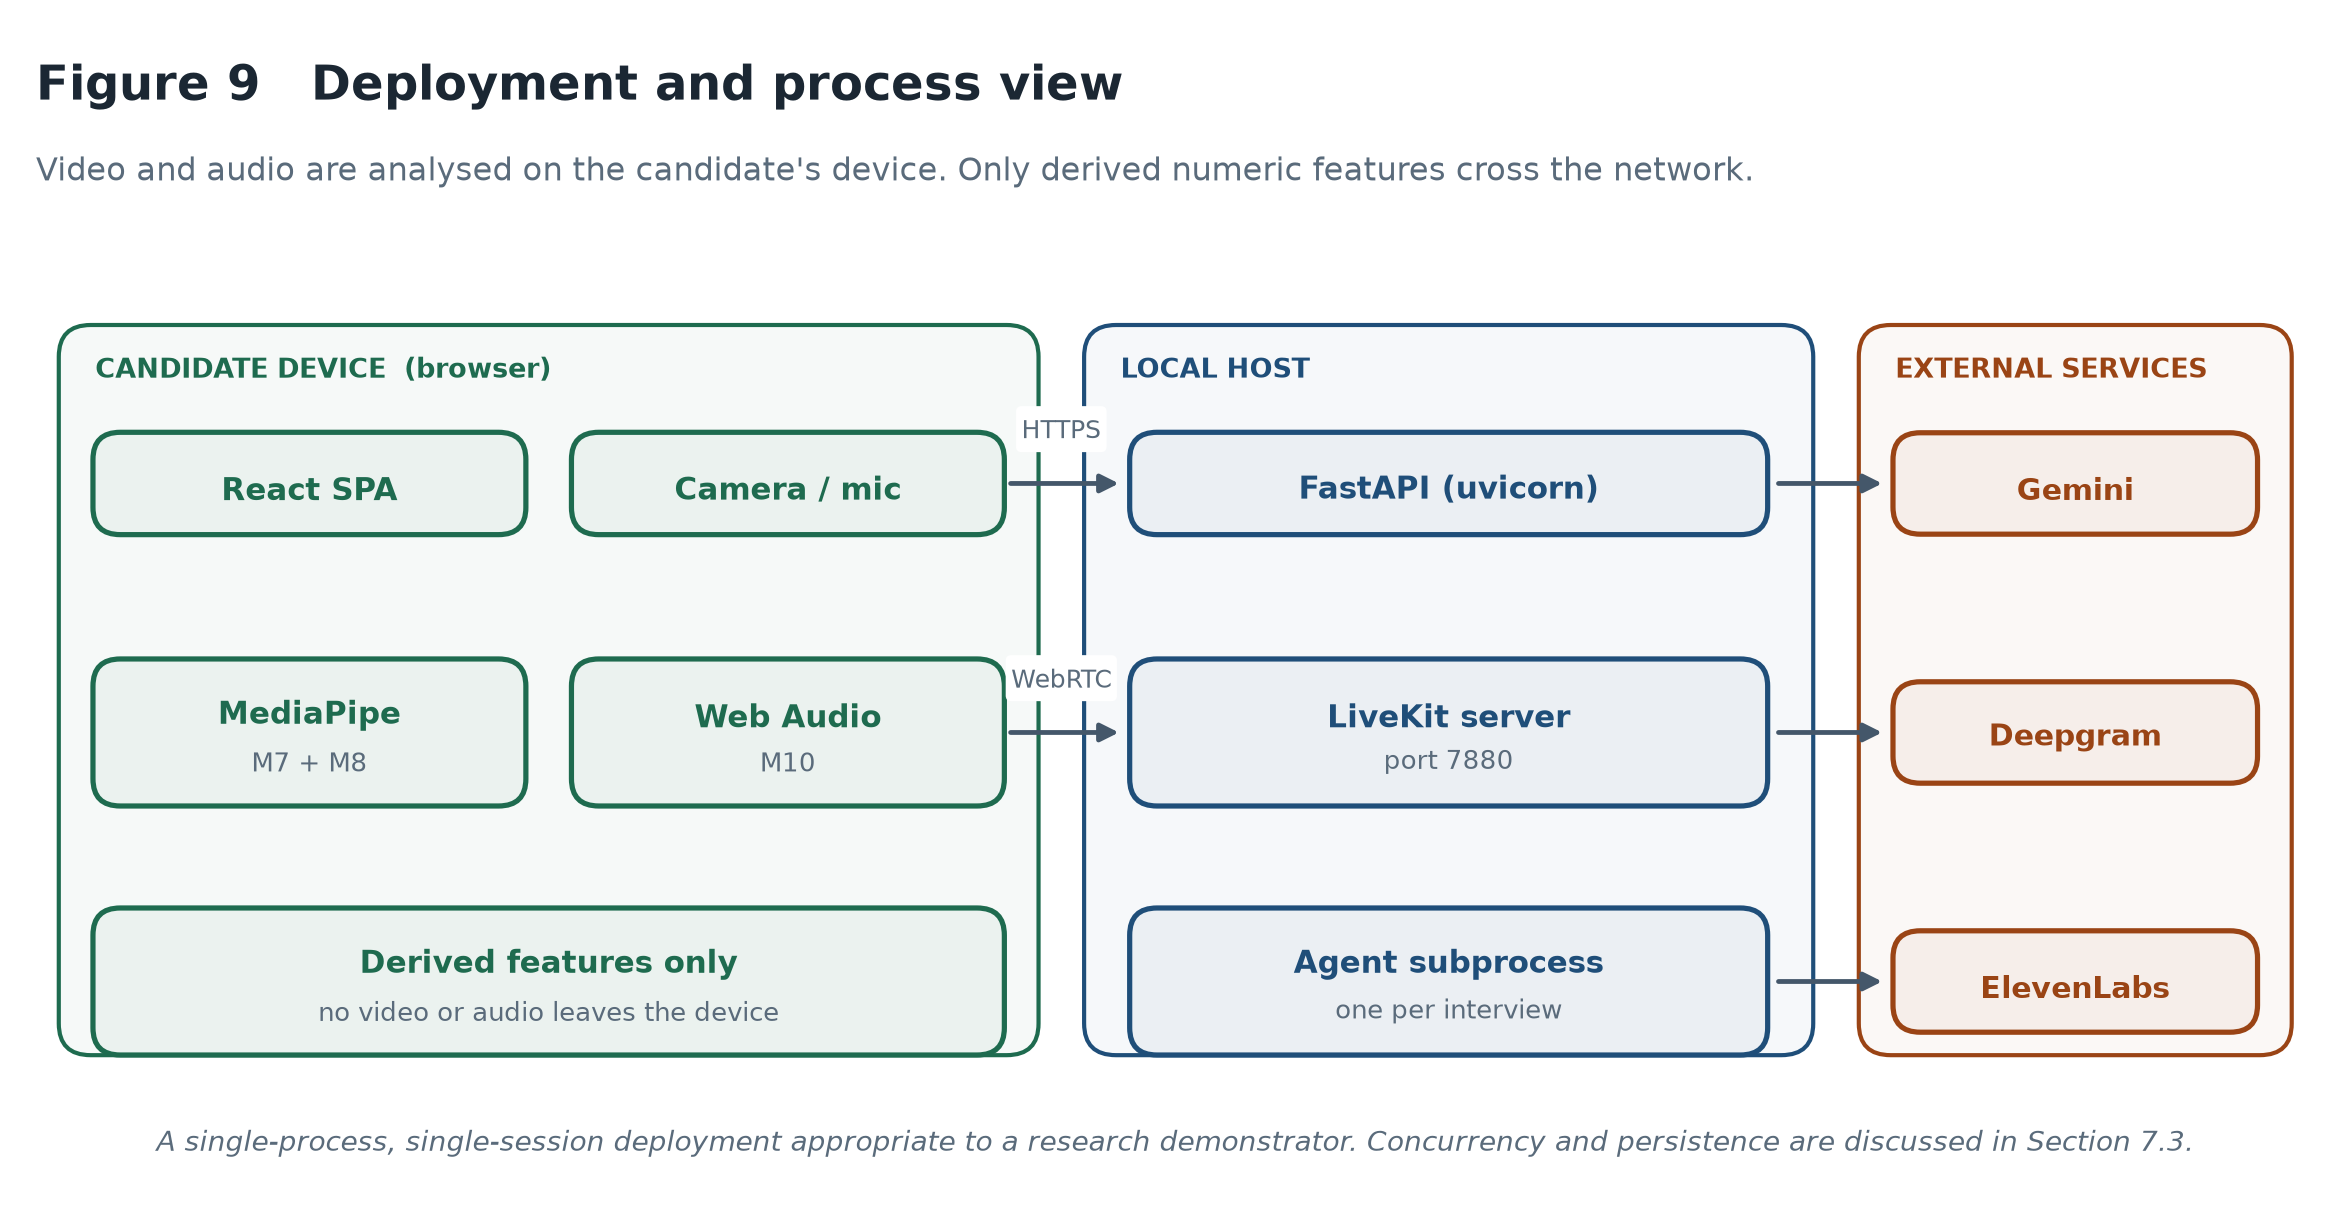 Figure 9 Deployment and process view
Video and audio are analysed on the candidate's device. Only derived numeric features cross the network.
CANDIDATE DEVICE (browser)
React SPA
Camera / mic
MediaPipe
M7 + M8
Web Audio
M10
Derived features only
no video or audio leaves the device
HTTPS
WebRTC
LOCAL HOST
FastAPI (uvicorn)
LiveKit server
port 7880
Agent subprocess
one per interview
EXTERNAL SERVICES
Gemini
Deepgram
ElevenLabs
A single-process, single-session deployment appropriate to a research demonstrator. Concurrency and persistence are discussed in Section 7.3.